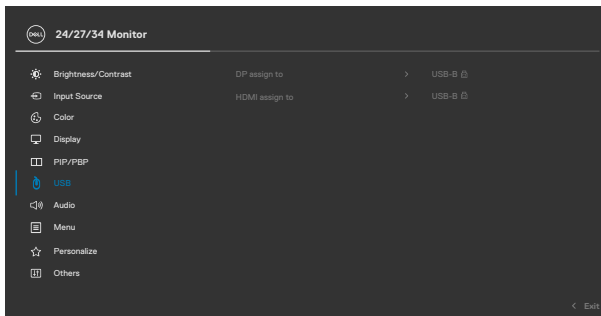 DELL 24/27/34 Monitor
Brightness/Contrast DP assign to > USB-B
Input Source HDMI assign to > USB-B
Color
Display
PIP/PBP
USB
Audio
Menu
Personalize
Others
< Exit